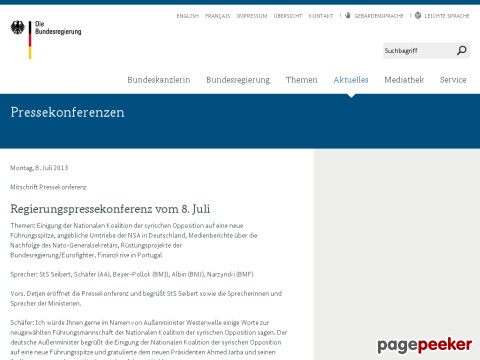 ENGLISH FRANÇAIS IMPRESSUM ÜBERSICHT KONTAKT GEBÄRDENSPRACHE LEICHTE SPRACHE
Die
Bundesregierung
Suchbegriff
Bundeskanzlerin Bundesregierung Themen Aktuelles Mediathek Service
Pressekonferenzen
Montag, 8. Juli 2013
Mitschrift Pressekonferenz
Regierungspressekonferenz vom 8. Juli
Themen: Einigung der Nationalen Koalition der syrischen Opposition auf eine neue
Führungsspitze, angebliche Umtriebe der NSA in Deutschland, Medienberichte über die
Nachfolge des Nato-Generalsekretärs, Rüstungsprojekte der
Bundesregierung/Eurofighter, Finanzkrise in Portugal
Sprecher: StS Seibert, Schäfer (AA), Beyer-Pollok (BMI), Albin (BMJ), Narzynski (BMF)
Vors. Detjen eröffnet die Pressekonferenz und begrüßt StS Seibert sowie die Sprecherinnen und
Sprecher der Ministerien.
Schäfer: Ich würde Ihnen gerne im Namen von Außenminister Westerwelle einige Worte zur
neugewählten Führungsmannschaft der Nationalen Koalition der syrischen Opposition sagen. Der
deutsche Außenminister begrüßt die Einigung der Nationalen Koalition der syrischen Opposition
auf eine neue Führungsspitze und gratuliert dem neuen Präsidenten Ahmed Jarba und seinen
pagepeeker